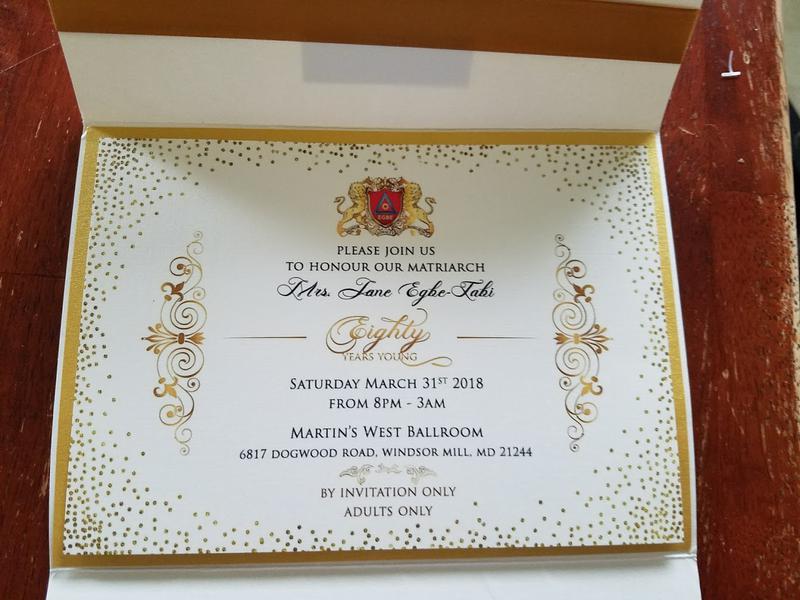 EGBE
PLEASE JOIN US
TO HONOUR OUR MATRIARCH
Mrs. Jane Egbe-Tabi
Eighty
YEARS YOUNG
SATURDAY MARCH 31ST 2018
FROM 8PM - 3AM
MARTIN'S WEST BALLROOM
6817 DOGWOOD ROAD, WINDSOR MILL, MD 21244
BY INVITATION ONLY
ADULTS ONLY